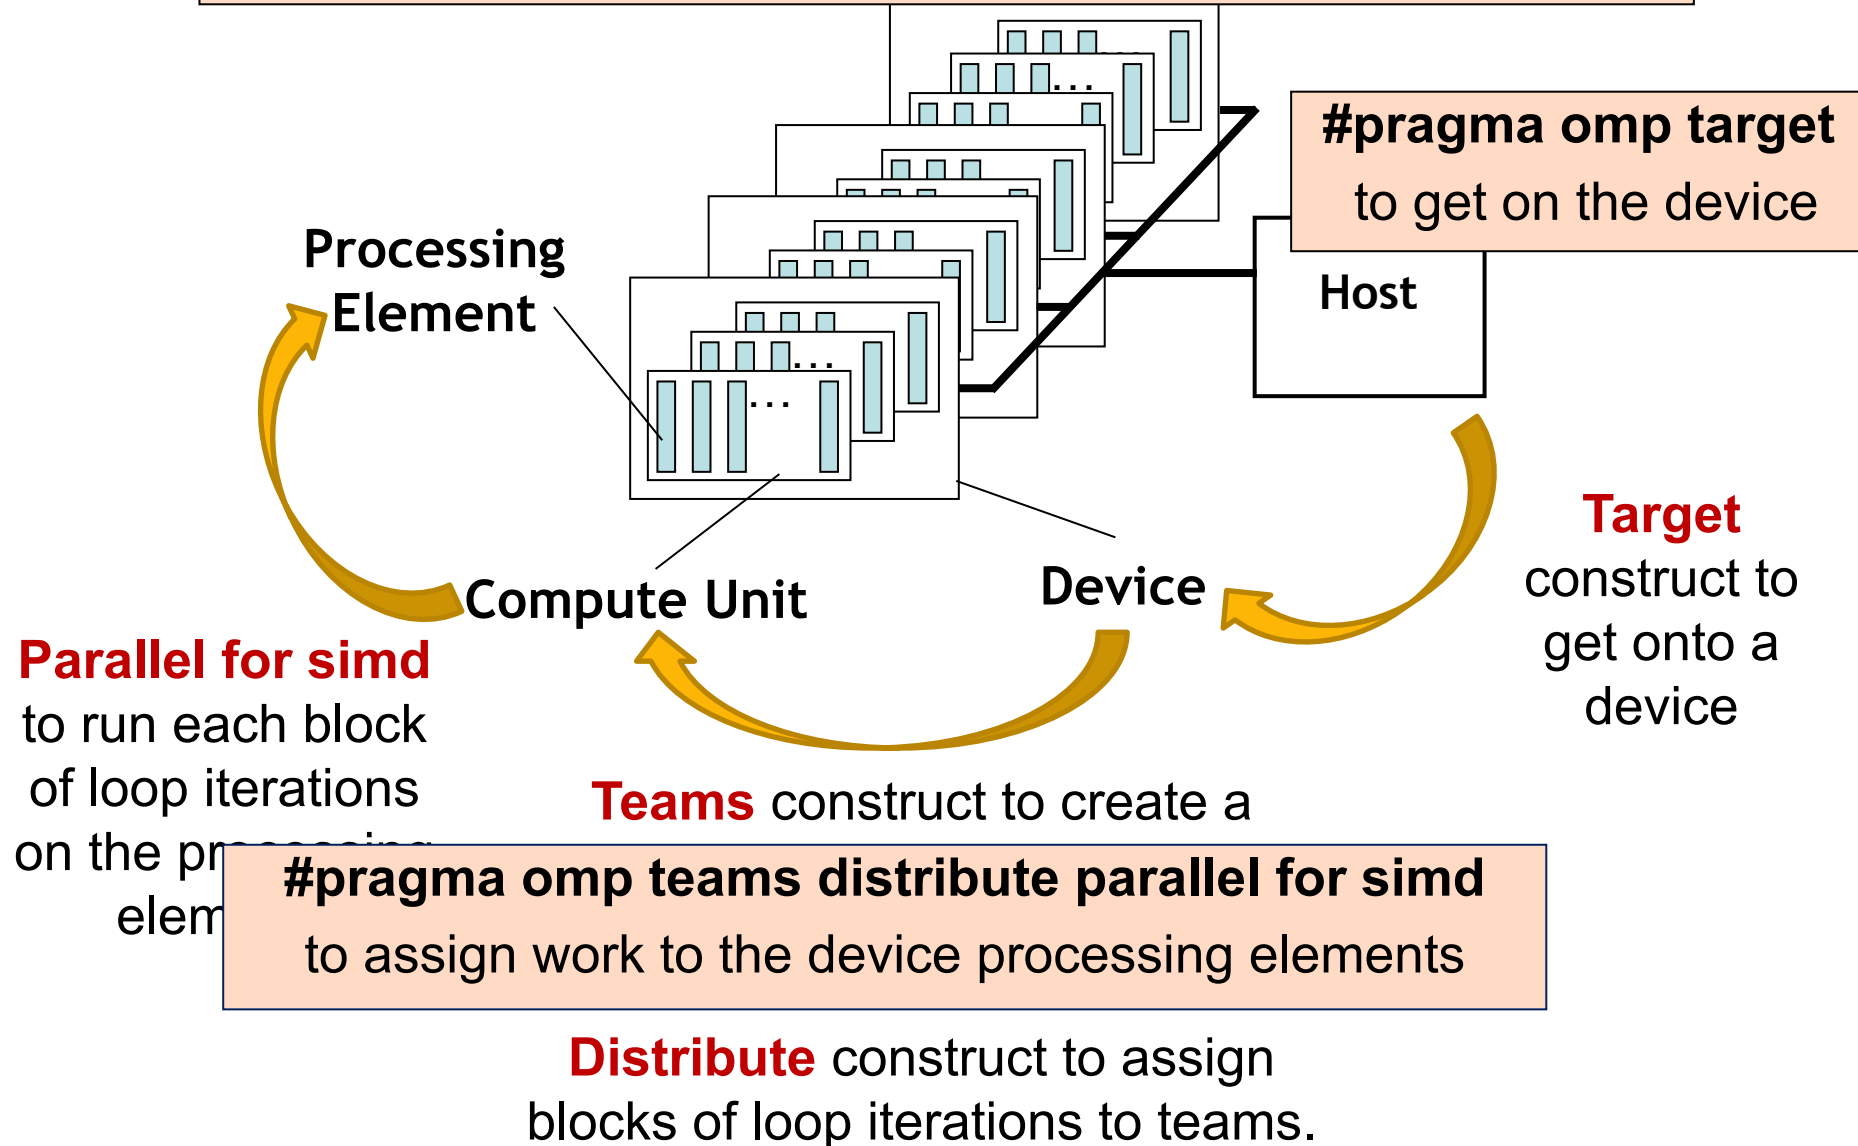 #pragma omp target
to get on the device
Processing
Element
Host
...
...
...
Compute Unit
Device
Target
construct to
get onto a
device
Parallel for simd
to run each block
of loop iterations
on the processing
Teams construct to create a
#pragma omp teams distribute parallel for simd
to assign work to the device processing elements
Distribute construct to assign
blocks of loop iterations to teams.